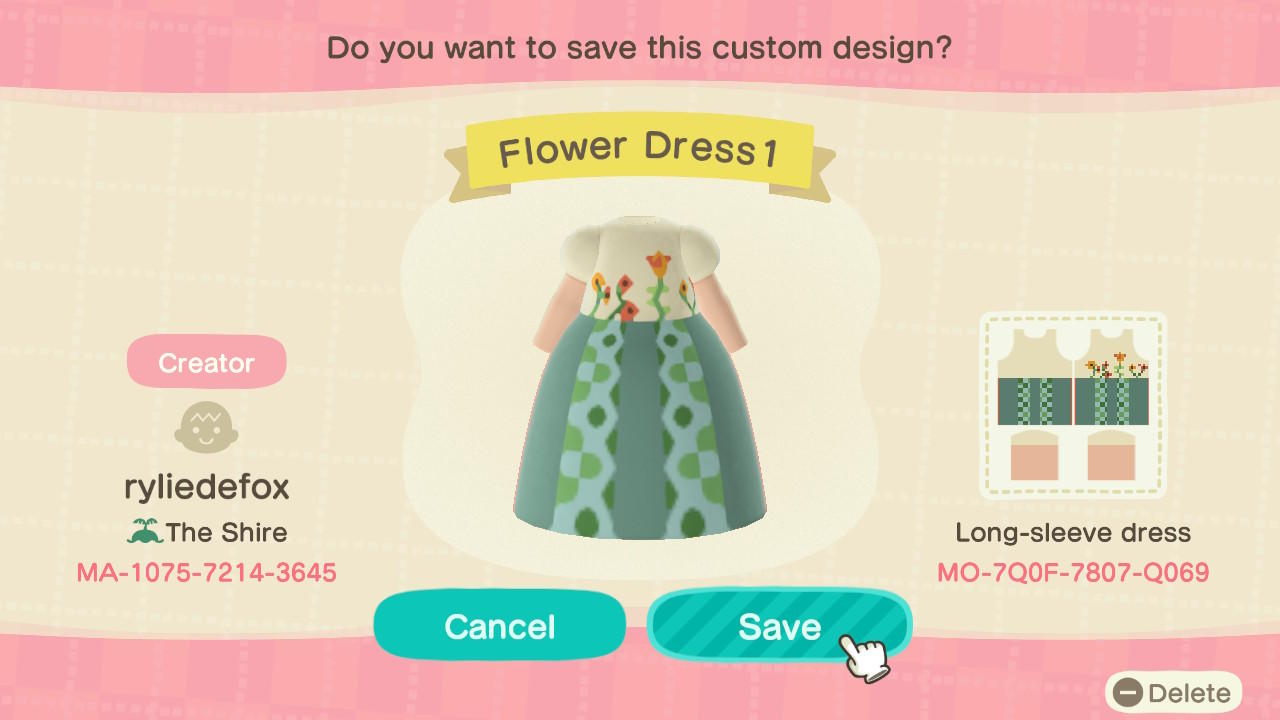 Do you want to save this custom design?
Flower Dress1
Creator
ryliedefox
The Shire
MA-1075-7214-3645
Long-sleeve dress
MO-7Q0F-7807-Q069
Cancel
Save
Delete